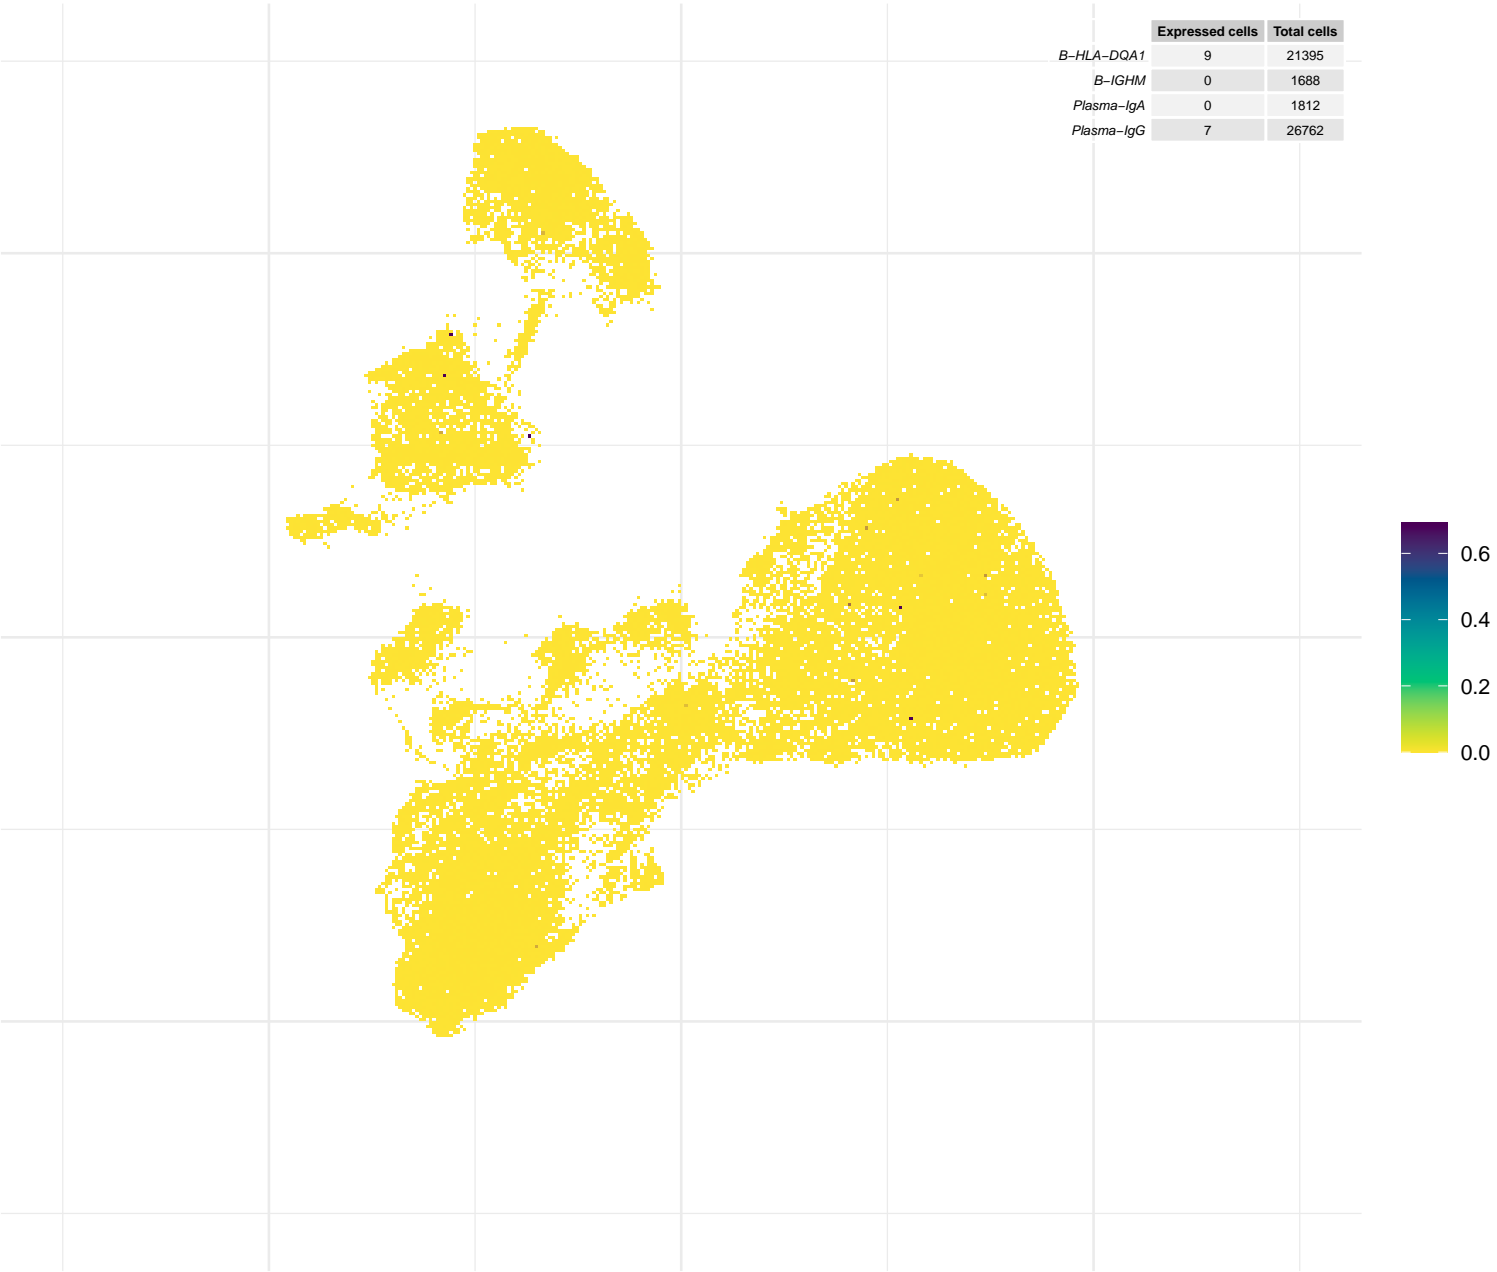 Expressed cells Total cells
B−HLA−DQA1 9 21395
B−IGHM 0 1688
Plasma−IgA 0 1812
Plasma−IgG 7 26762
0.6
0.4
0.2
0.0